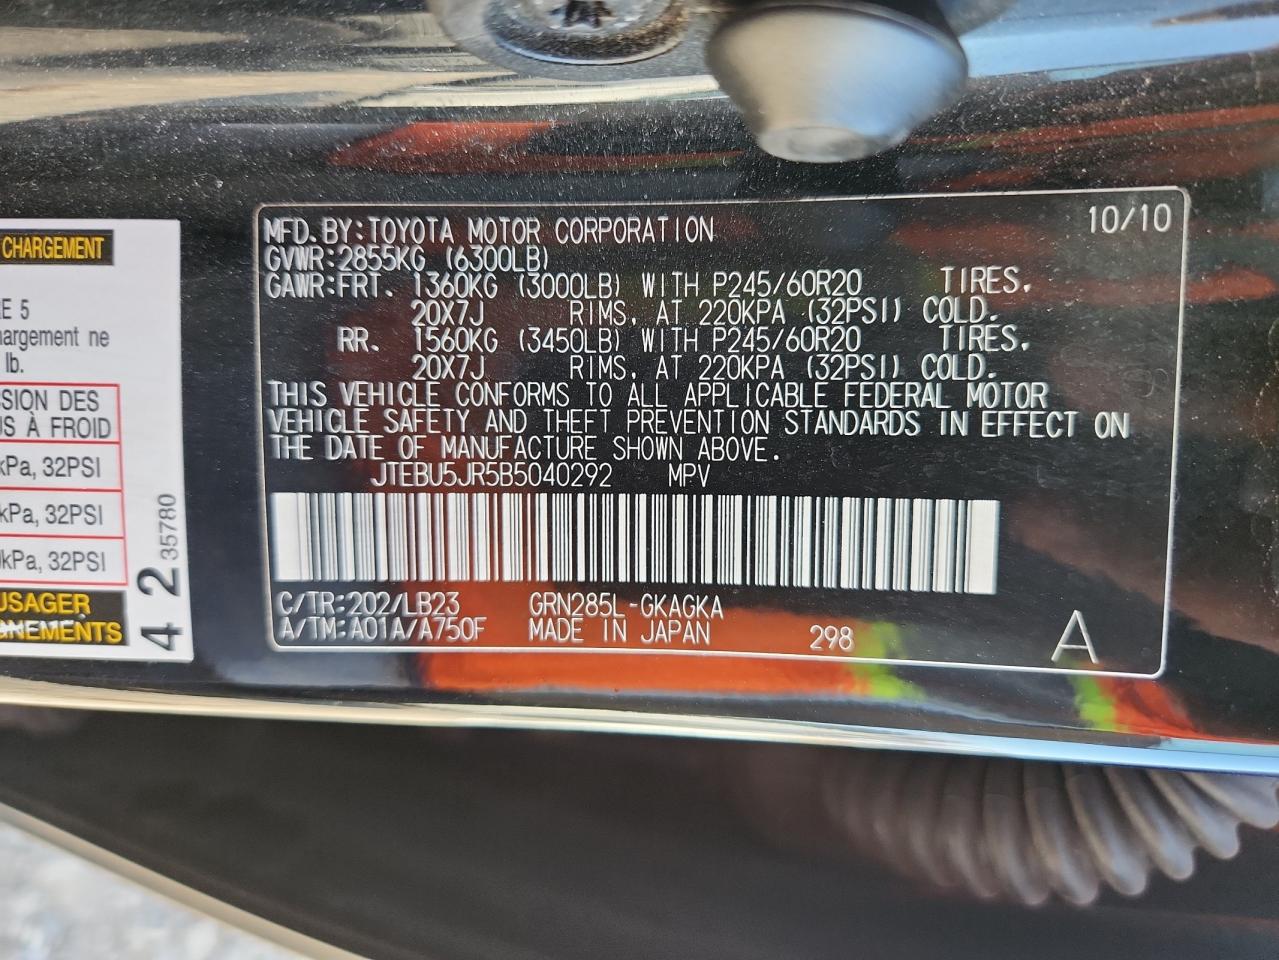 CHARGEMENT
E 5
hargement ne
lb.
SION DES
US À FROID
kPa, 32PSI
kPa, 32PSI
kPa, 32PSI
USAGER
GNEMENTS
4 2 35780
MFD. BY:TOYOTA MOTOR CORPORATION 10/10
GVWR:2855KG (6300LB)
GAWR:FRT. 1360KG (3000LB) WITH P245/60R20 TIRES,
20X7J RIMS, AT 220KPA (32PSI) COLD.
RR. 1560KG (3450LB) WITH P245/60R20 TIRES,
20X7J RIMS, AT 220KPA (32PSI) COLD.
THIS VEHICLE CONFORMS TO ALL APPLICABLE FEDERAL MOTOR
VEHICLE SAFETY AND THEFT PREVENTION STANDARDS IN EFFECT ON
THE DATE OF MANUFACTURE SHOWN ABOVE.
JTEBU5JR5B5040292 MPV
C/TR:202/LB23 GRN285L-GKAGKA
A/TM:A01A/A750F MADE IN JAPAN 298 A